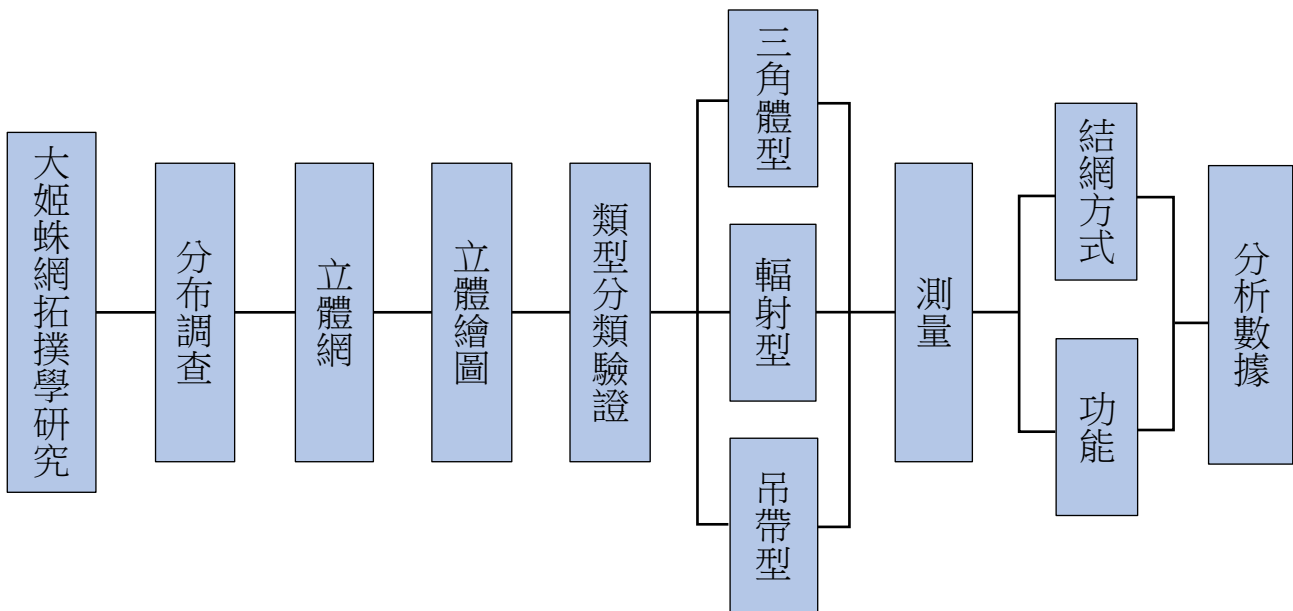 大姬蛛網拓撲學研究
分布調查
立體網
立體繪圖
類型分類驗證
三角體型
輻射型
吊帶型
測量
結網方式
功能
分析數據